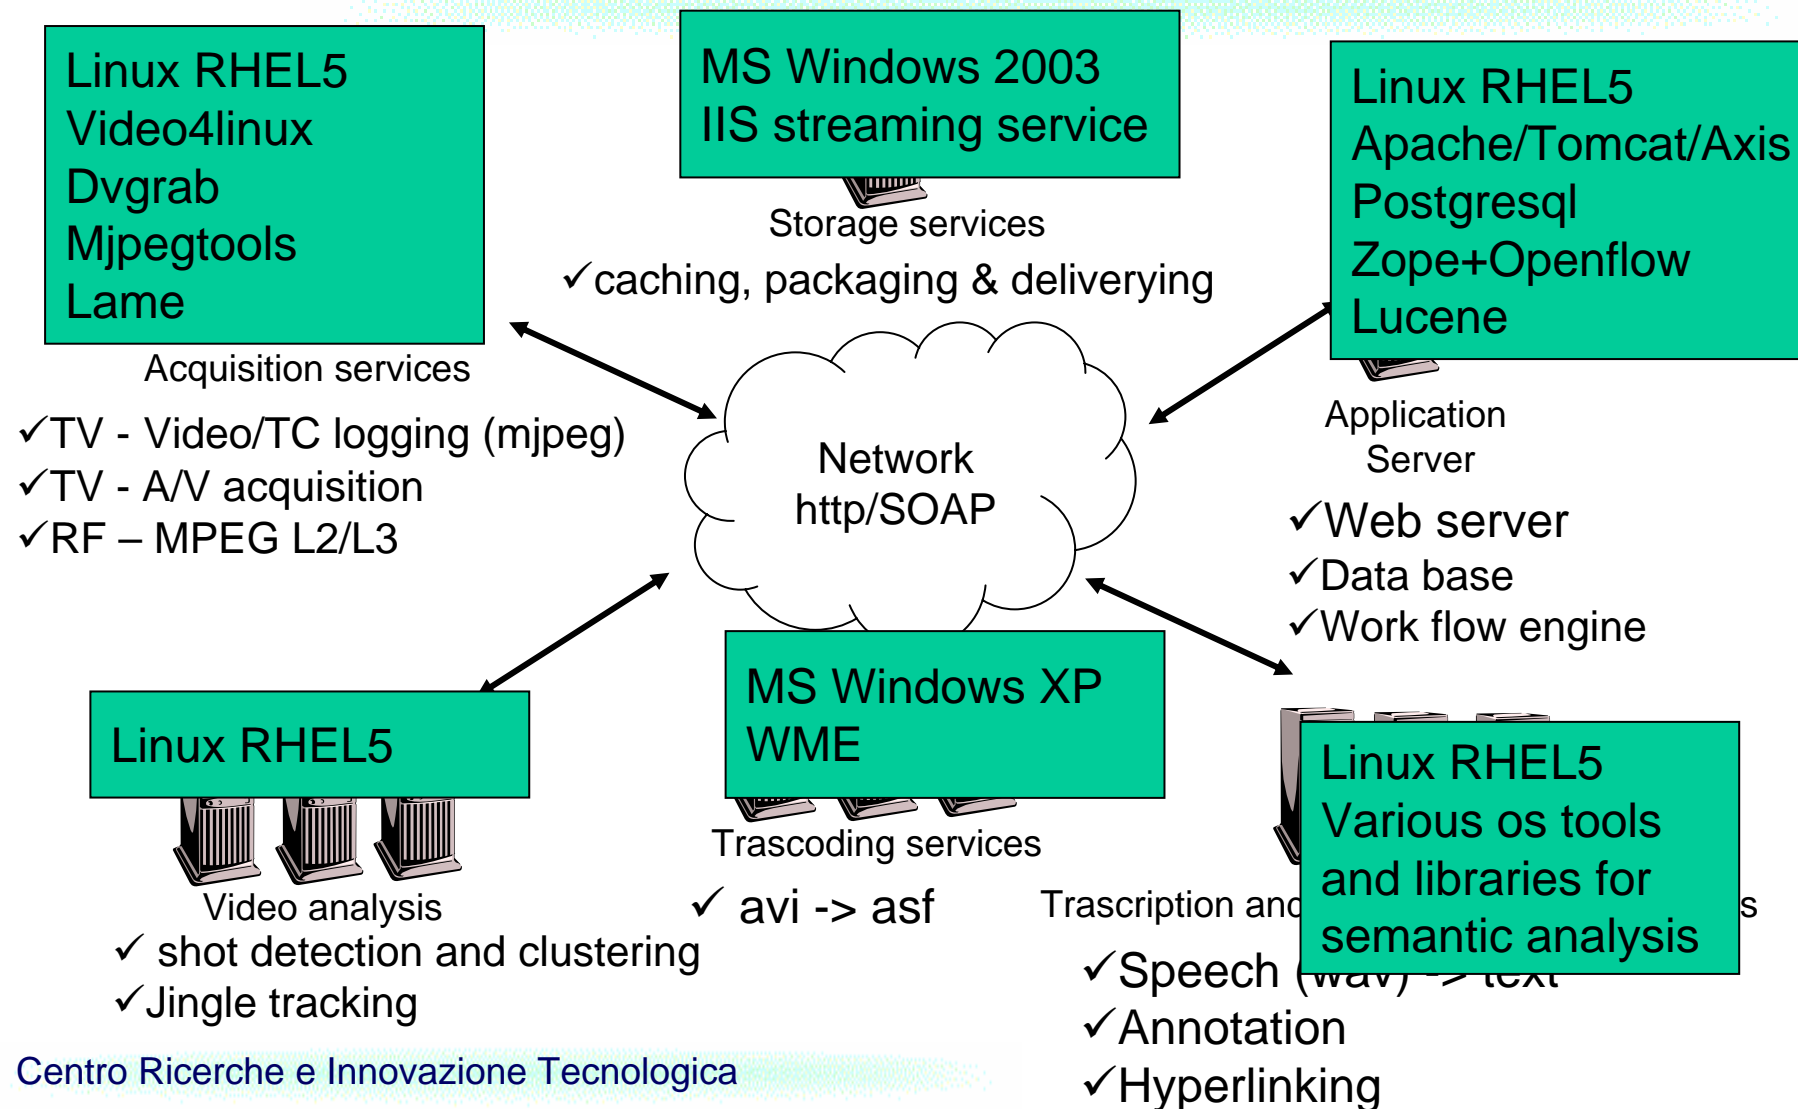 Linux RHEL5
Video4linux
Dvgrab
Mjpegtools
Lame
Acquisition services
✓TV - Video/TC logging (mjpeg)
✓TV - A/V acquisition
✓RF – MPEG L2/L3
MS Windows 2003
IIS streaming service
Storage services
✓caching, packaging & deliverying
Linux RHEL5
Apache/Tomcat/Axis
Postgresql
Zope+Openflow
Lucene
Application
Server
✓Web server
✓Data base
✓Work flow engine
Network
http/SOAP
Linux RHEL5
Video analysis
✓ shot detection and clustering
✓Jingle tracking
MS Windows XP
WME
Trascoding services
✓ avi -> asf
Linux RHEL5
Various os tools
and libraries for
semantic analysis
Trascription and
✓Speech (wav) -> text
✓Annotation
✓Hyperlinking
Centro Ricerche e Innovazione Tecnologica